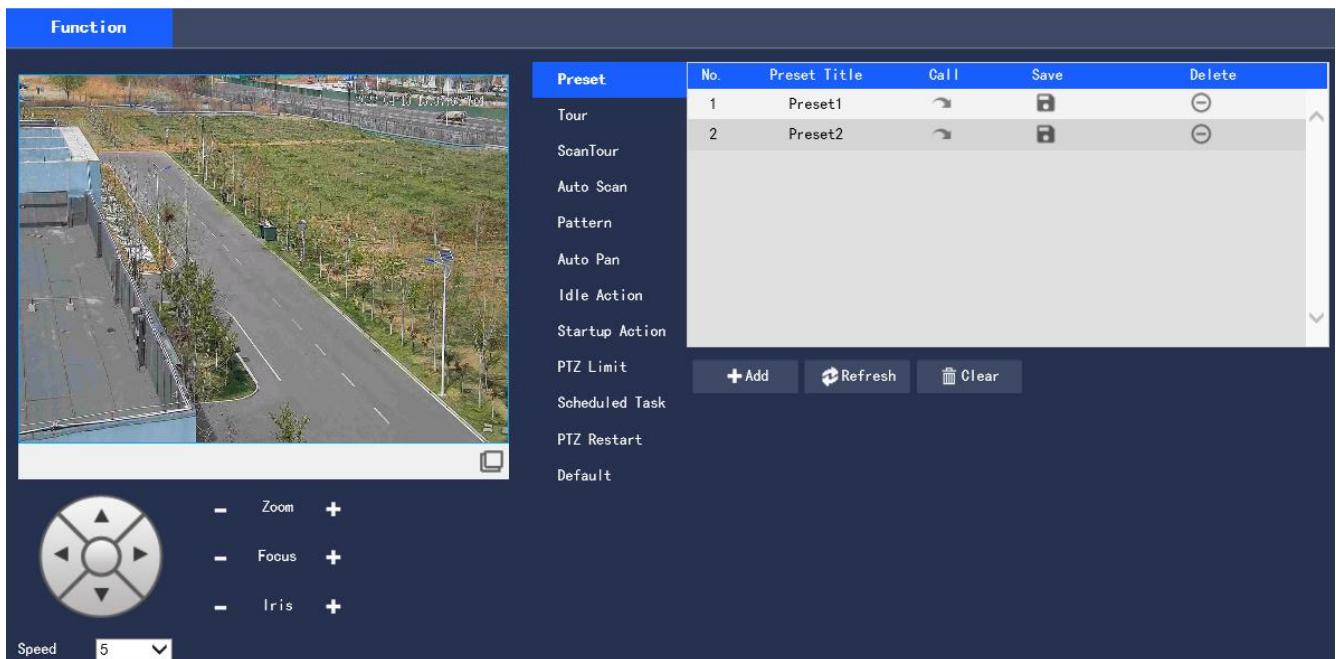 Function
Preset
Tour
ScanTour
Auto Scan
Pattern
Auto Pan
Idle Action
Startup Action
PTZ Limit
Scheduled Task
PTZ Restart
Default
No. Preset Title Call Save Delete
1 Preset1
2 Preset2
Add Refresh Clear
Zoom
Focus
Iris
Speed 5